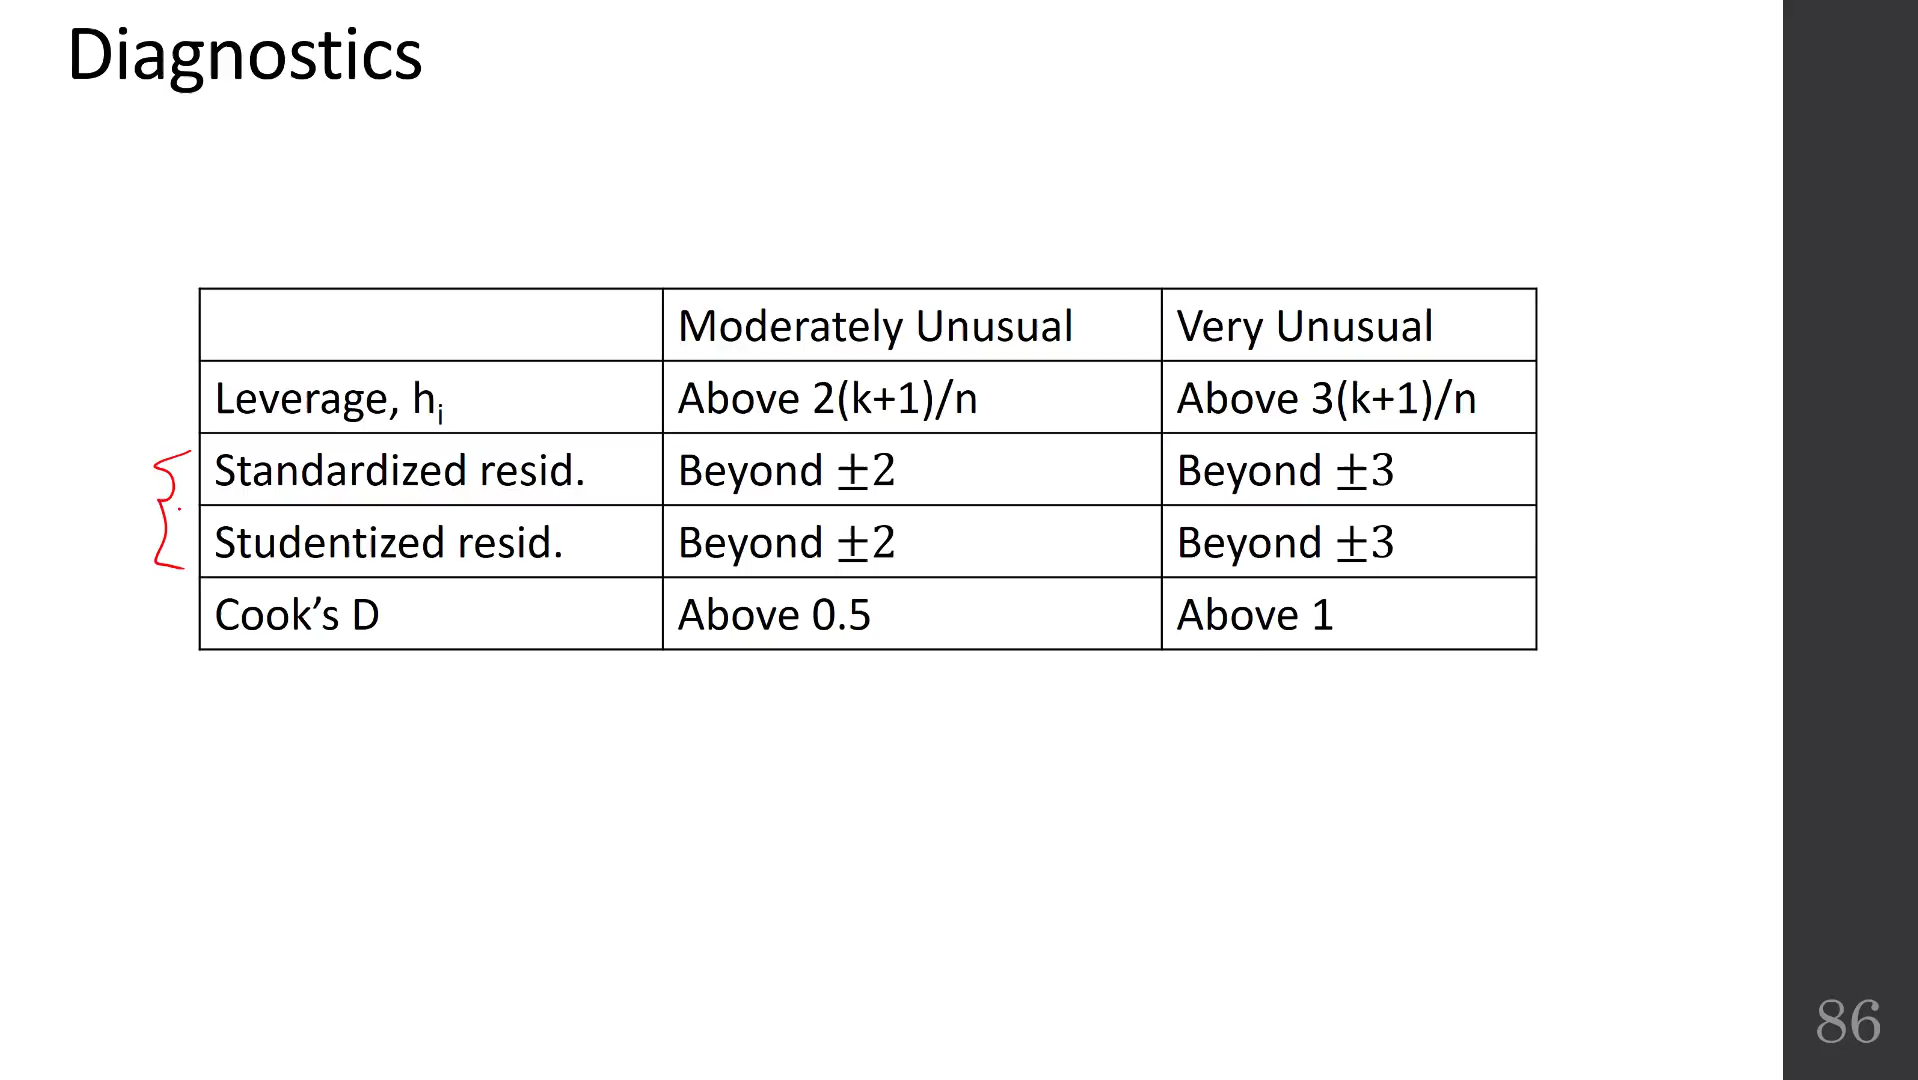 Diagnostics
Moderately Unusual Very Unusual
Leverage, hᵢ Above 2(k+1)/n Above 3(k+1)/n
Standardized resid. Beyond ±2 Beyond ±3
Studentized resid. Beyond ±2 Beyond ±3
Cook’s D Above 0.5 Above 1
86